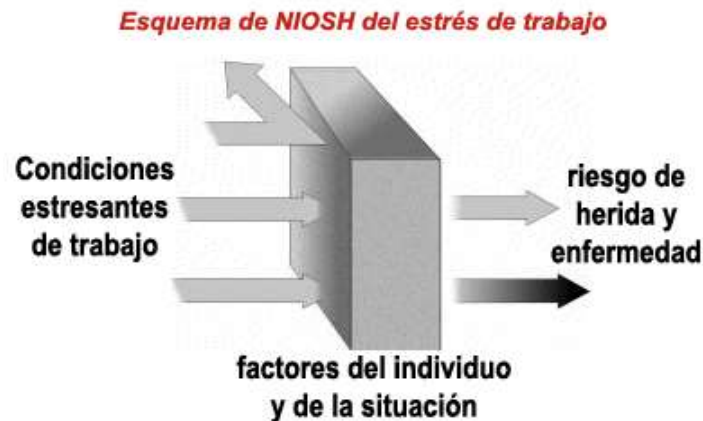 Esquema de NIOSH del estrés de trabajo
Condiciones
estresantes
de trabajo
riesgo de
herida y
enfermedad
factores del individuo
y de la situación